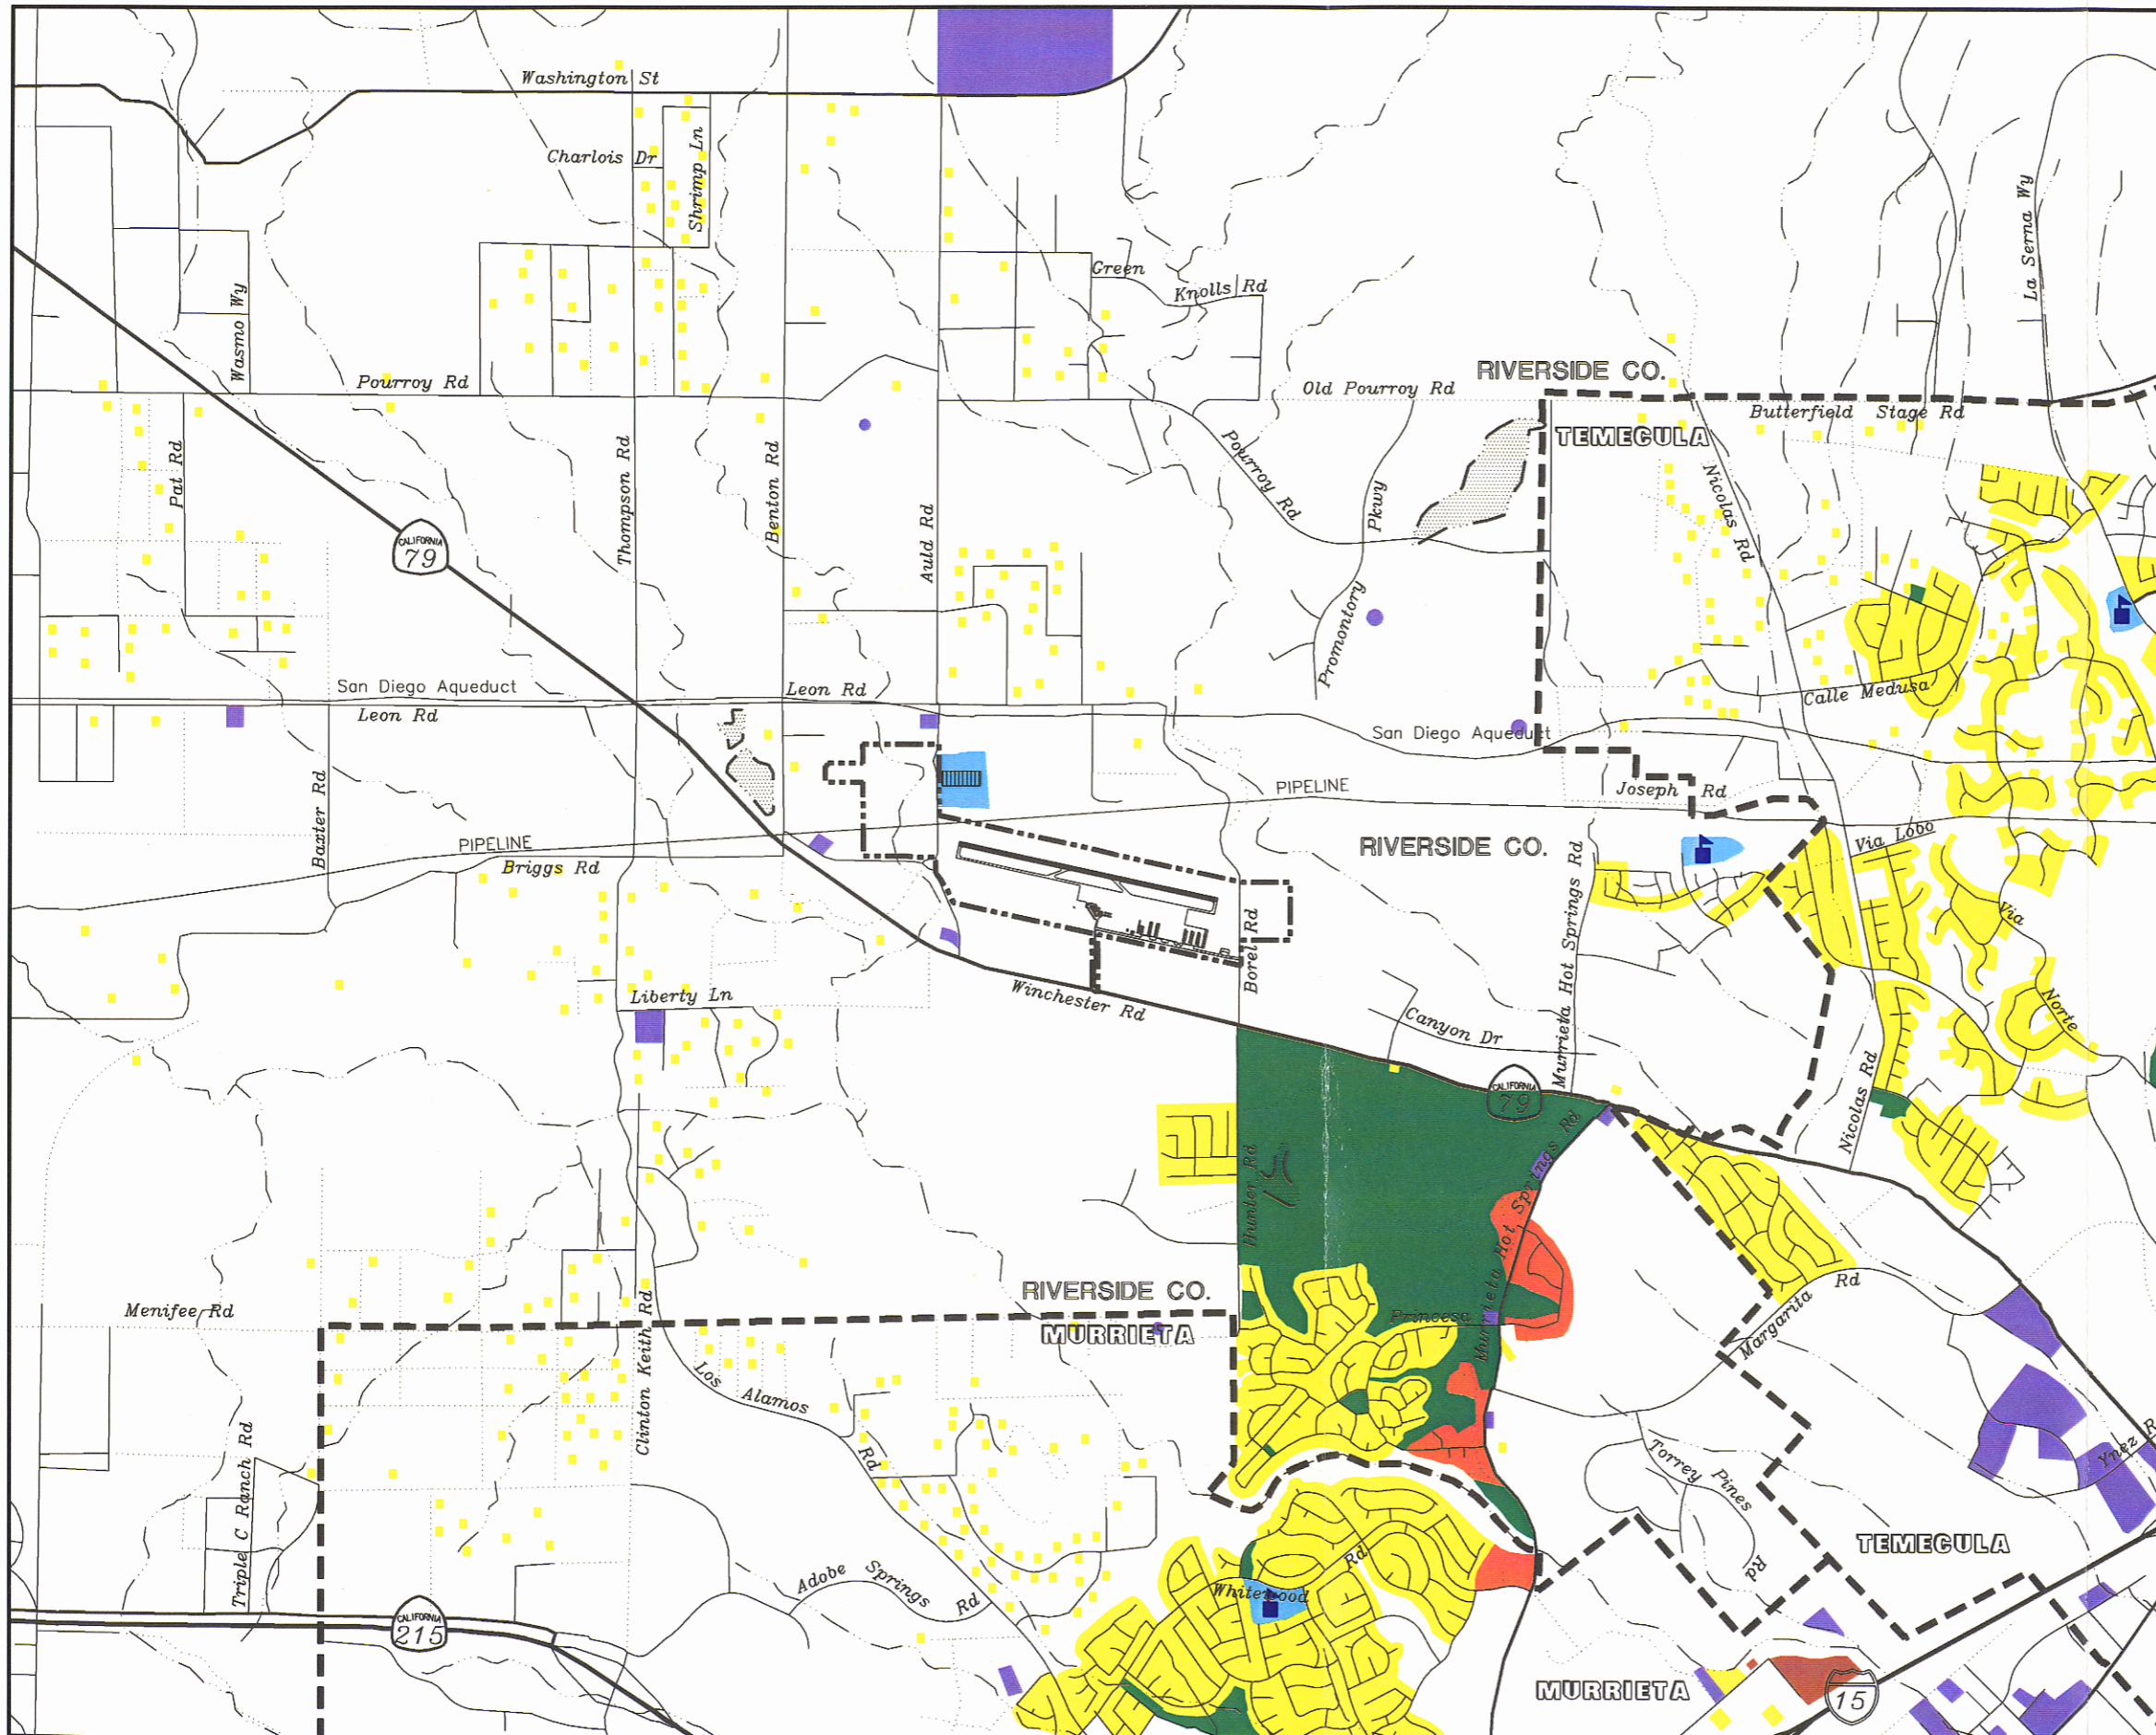 Washington St
Charlois Dr
Shrimp Ln
La Serna Wy
Green
Knolls Rd
Wasmo Wy
Pourroy Rd
RIVERSIDE CO.
Old Pourroy Rd
Butterfield Stage Rd
TEMECULA
Pat Rd
Thompson Rd
Benton Rd
Auld Rd
Pourroy Rd
Promontory Pkwy
Nicolas Rd
CALIFORNIA
79
San Diego Aqueduct
Leon Rd
Leon Rd
Calle Medusa
San Diego Aqueduct
PIPELINE
Joseph Rd
Baxter Rd
PIPELINE
Briggs Rd
RIVERSIDE CO.
Via Lobo
Murrieta Hot Springs Rd
Borel Rd
Via Norte
Liberty Ln
Winchester Rd
Canyon Dr
CALIFORNIA
79
Nicolas Rd
Hunter Rd
Murrieta Hot Springs Rd
RIVERSIDE CO.
MURRIETA
Menifee Rd
Clinton Keith Rd
Princesa
Margarita Rd
Los Alamos Rd
Triple C Ranch Rd
Torrey Pines Rd
Ynez R
TEMECULA
Adobe Springs Rd
Whitewood Rd
CALIFORNIA
215
MURRIETA
15